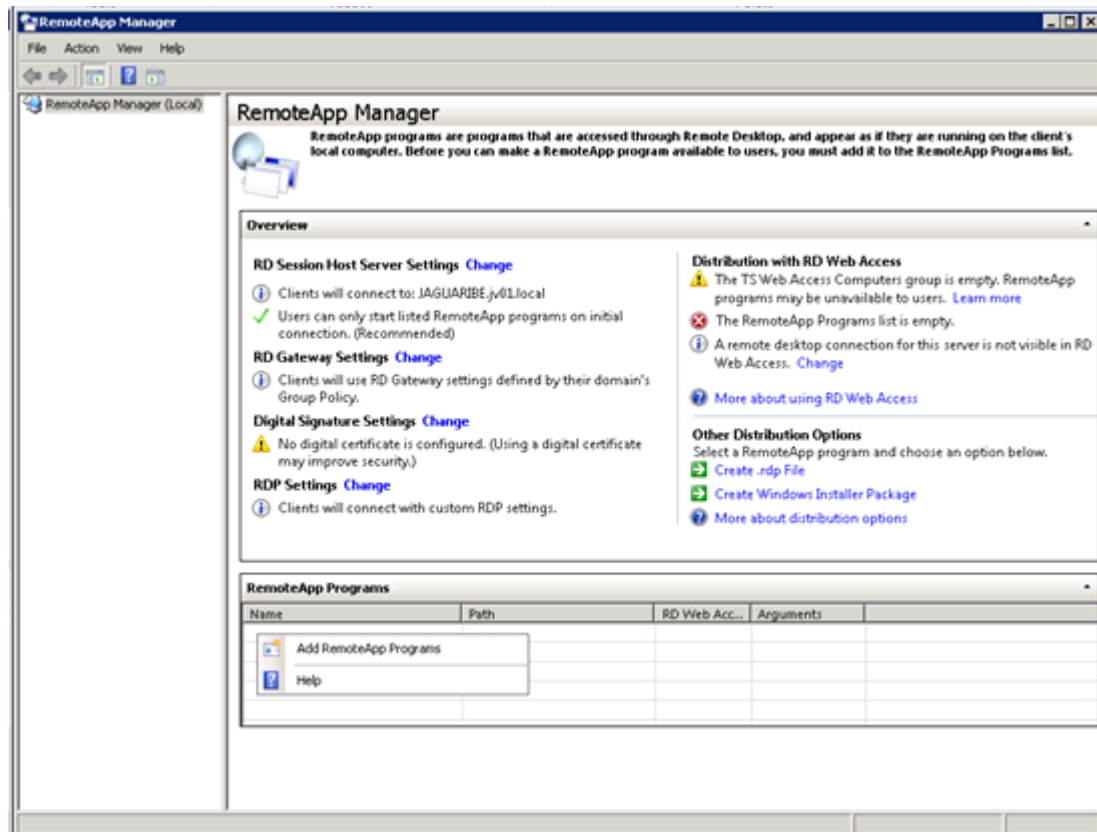 RemoteApp Manager
File Action View Help
RemoteApp Manager (Local)
RemoteApp Manager
RemoteApp programs are programs that are accessed through Remote Desktop, and appear as if they are running on the client's
local computer. Before you can make a RemoteApp program available to users, you must add it to the RemoteApp Programs list.
Overview
RD Session Host Server Settings Change
Clients will connect to: JAGUARIBE.jv01.local
Users can only start listed RemoteApp programs on initial
connection. (Recommended)
RD Gateway Settings Change
Clients will use RD Gateway settings defined by their domain's
Group Policy.
Digital Signature Settings Change
No digital certificate is configured. (Using a digital certificate
may improve security.)
RDP Settings Change
Clients will connect with custom RDP settings.
Distribution with RD Web Access
The TS Web Access Computers group is empty. RemoteApp
programs may be unavailable to users. Learn more
The RemoteApp Programs list is empty.
A remote desktop connection for this server is not visible in RD
Web Access. Change
More about using RD Web Access
Other Distribution Options
Select a RemoteApp program and choose an option below.
Create .rdp File
Create Windows Installer Package
More about distribution options
RemoteApp Programs
Name Path RD Web Acc... Arguments
Add RemoteApp Programs
Help